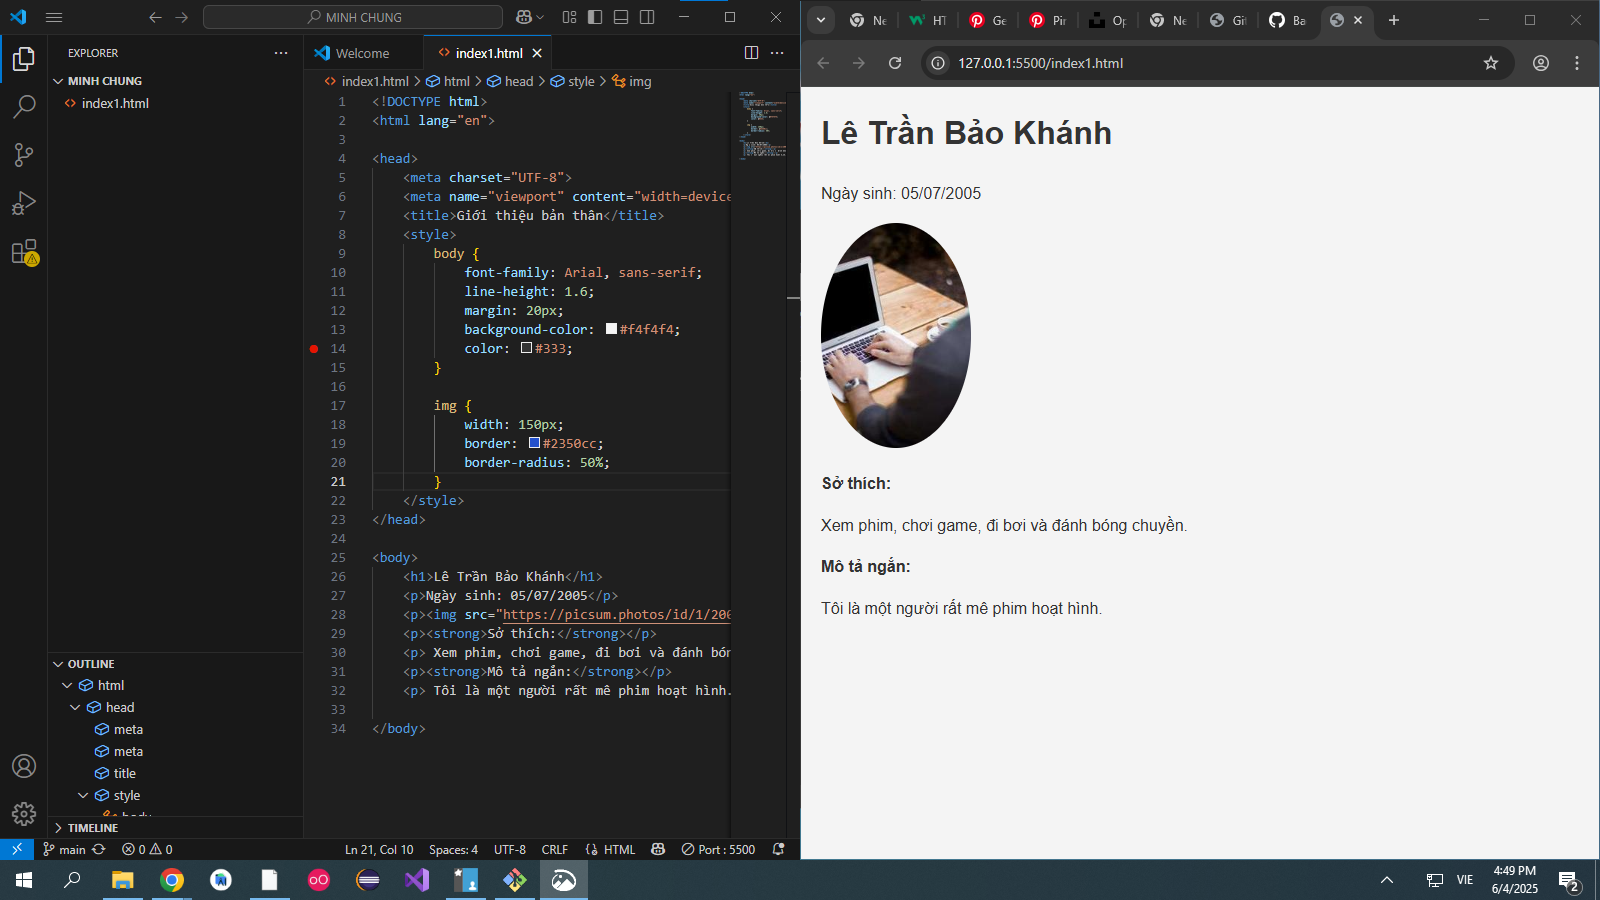 MINH CHUNG
EXPLORER
MINH CHUNG
index1.html
Welcome
index1.html
index1.html > html > head > style > img
1 <!DOCTYPE html>
2 <html lang="en">
3
4 <head>
5 <meta charset="UTF-8">
6 <meta name="viewport" content="width=device
7 <title>Giới thiệu bản thân</title>
8 <style>
9 body {
10 font-family: Arial, sans-serif;
11 line-height: 1.6;
12 margin: 20px;
13 background-color: #f4f4f4;
14 color: #333;
15 }
16
17 img {
18 width: 150px;
19 border: #2350cc;
20 border-radius: 50%;
21 }
22 </style>
23 </head>
24
25 <body>
26 <h1>Lê Trần Bảo Khánh</h1>
27 <p>Ngày sinh: 05/07/2005</p>
28 <p><img src="https://picsum.photos/id/1/200
29 <p><strong>Sở thích:</strong></p>
30 <p> Xem phim, chơi game, đi bơi và đánh bón
31 <p><strong>Mô tả ngắn:</strong></p>
32 <p> Tôi là một người rất mê phim hoạt hình.
33
34 </body>
OUTLINE
html
head
meta
meta
title
style
TIMELINE
main
0 0
Ln 21, Col 10
Spaces: 4
UTF-8
CRLF
HTML
Port : 5500
Ne
HT
Ge
Pir
Op
Ne
Git
Ba
127.0.0.1:5500/index1.html
Lê Trần Bảo Khánh
Ngày sinh: 05/07/2005
Sở thích:
Xem phim, chơi game, đi bơi và đánh bóng chuyền.
Mô tả ngắn:
Tôi là một người rất mê phim hoạt hình.
VIE
4:49 PM
6/4/2025
2